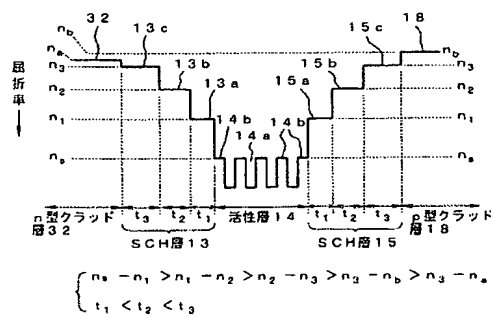 n_b
32
13c
n_a
n_3
13b
n_2
13a
n_1
14b
14a
14b
n_s
屈折率
15c
18
n_b
n_3
15b
n_2
15a
n_1
n_s
n型クラッド層32
t_3 t_2 t_1
SCH層13
活性層14
t_1 t_2 t_3
SCH層15
p型クラッド層18
n_s − n_1 > n_1 − n_2 > n_2 − n_3 > n_3 − n_b > n_3 − n_a
t_1 < t_2 < t_3